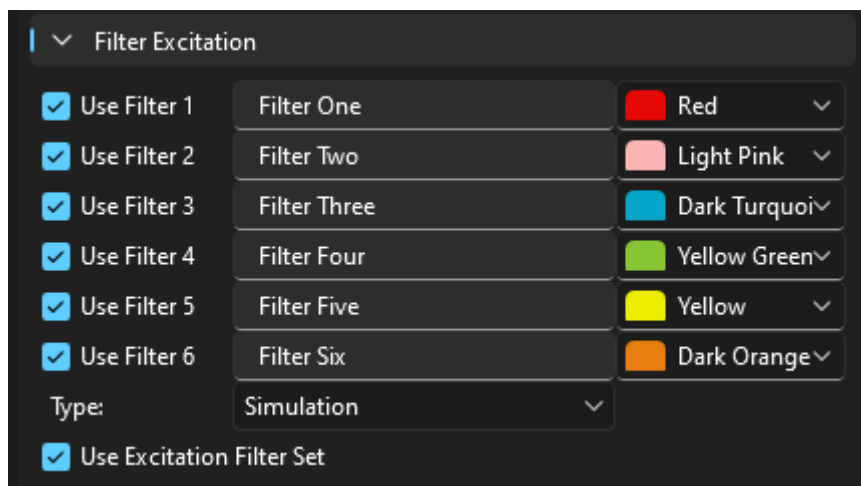 Filter Excitation
Use Filter 1 Filter One Red
Use Filter 2 Filter Two Light Pink
Use Filter 3 Filter Three Dark Turquoi
Use Filter 4 Filter Four Yellow Green
Use Filter 5 Filter Five Yellow
Use Filter 6 Filter Six Dark Orange
Type: Simulation
Use Excitation Filter Set